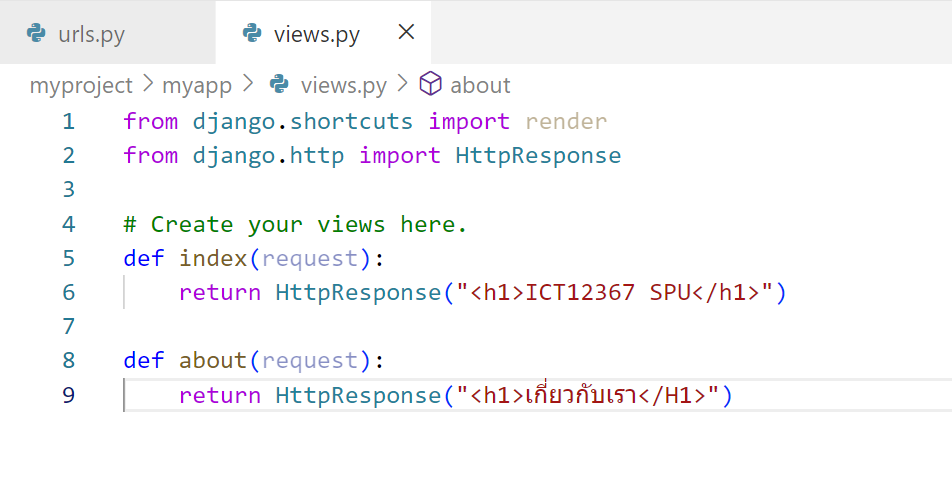 urls.py views.py
myproject > myapp > views.py > about
1 from django.shortcuts import render
2 from django.http import HttpResponse
3
4 # Create your views here.
5 def index(request):
6     return HttpResponse("<h1>ICT12367 SPU</h1>")
7
8 def about(request):
9     return HttpResponse("<h1>เกี่ยวกับเรา</H1>")